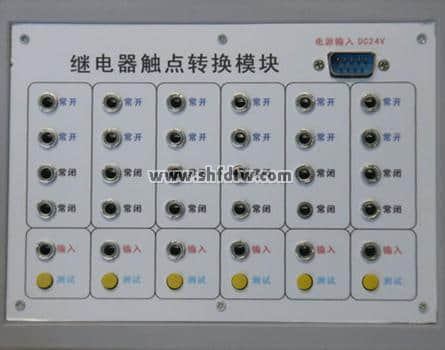 电源输入 DC24V
继电器触点转换模块
常开 常开 常开 常开 常开 常开
常开 常开 常开 常开 常开 常开
常闭 常闭 常闭 常闭 常闭 常闭
www.shfdtw.com
常闭 常闭 常闭 常闭 常闭 常闭
输入 输入 输入 输入 输入 输入
测试 测试 测试 测试 测试 测试